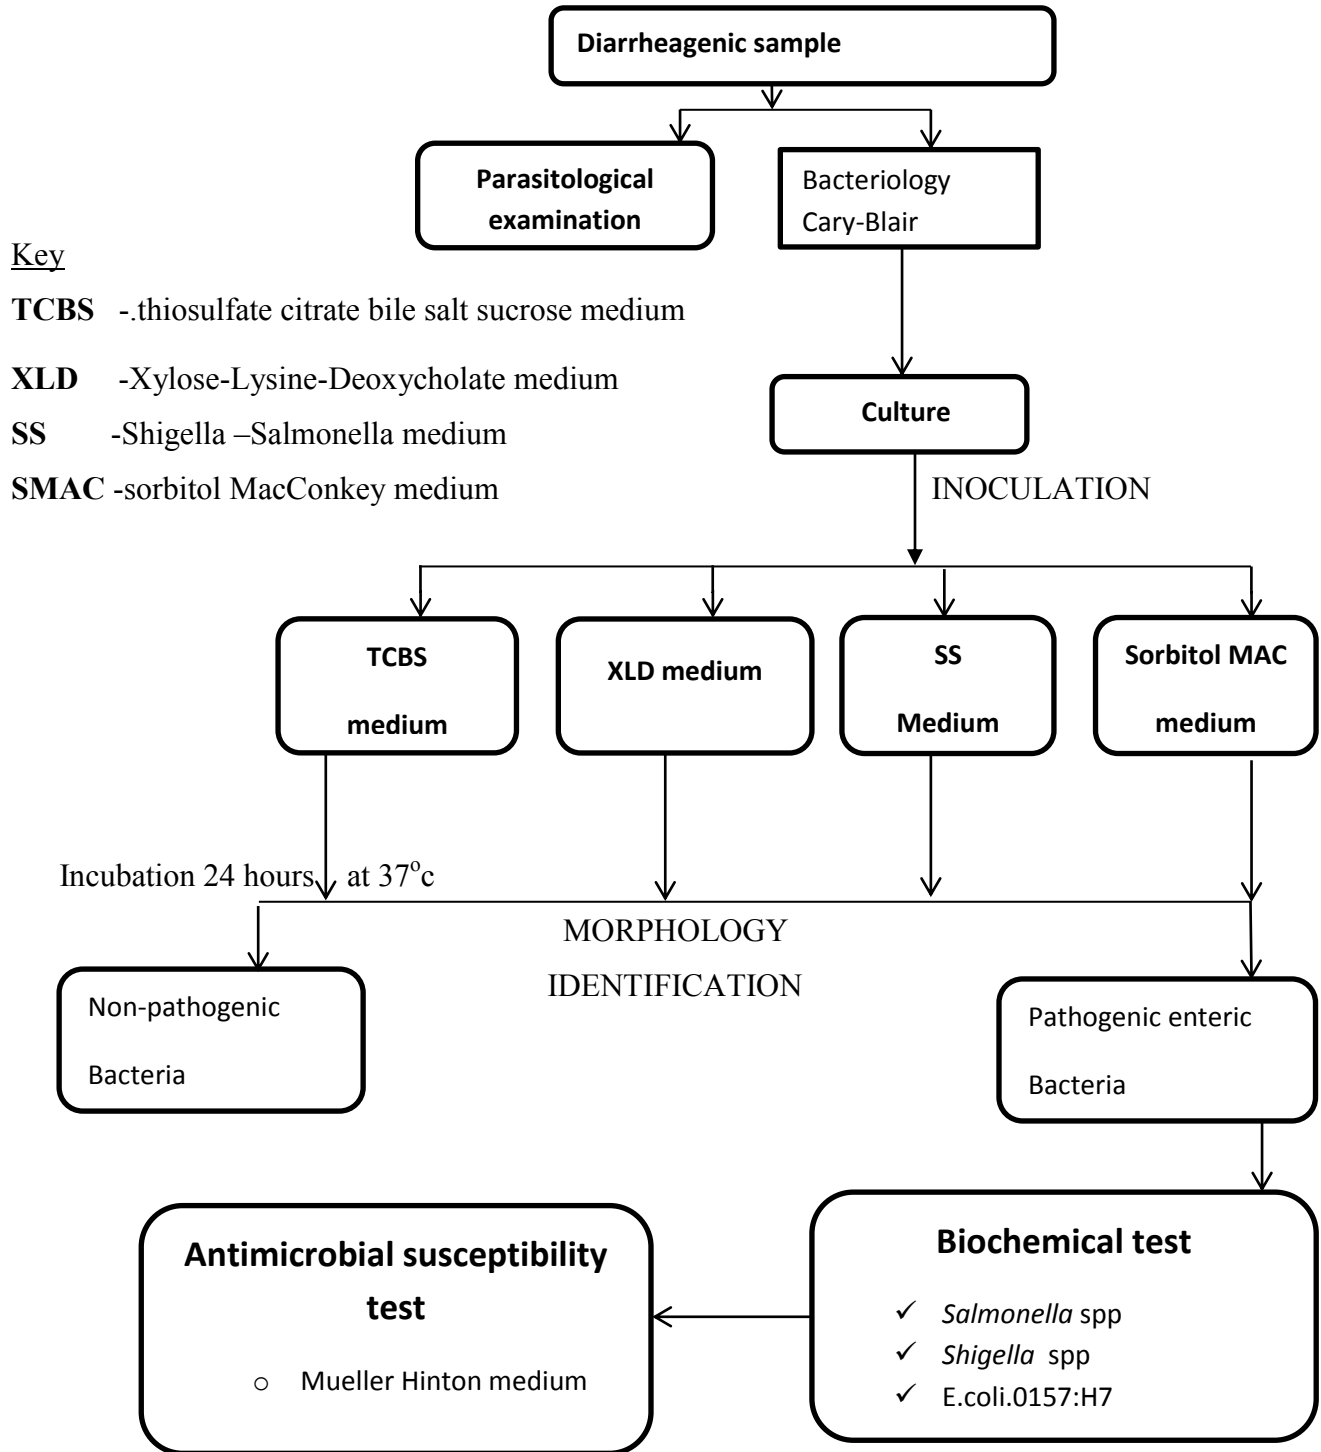 Diarrheagenic sample
Parasitological
examination
Bacteriology
Cary-Blair
Key
TCBS -.thiosulfate citrate bile salt sucrose medium
XLD -Xylose-Lysine-Deoxycholate medium
SS -Shigella –Salmonella medium
SMAC -sorbitol MacConkey medium
Culture
INOCULATION
TCBS
medium
XLD medium
SS
Medium
Sorbitol MAC
medium
Incubation 24 hours at 37°c
MORPHOLOGY
IDENTIFICATION
Non-pathogenic
Bacteria
Pathogenic enteric
Bacteria
Antimicrobial susceptibility
test
o Mueller Hinton medium
Biochemical test
✓ Salmonella spp
✓ Shigella spp
✓ E.coli.0157:H7